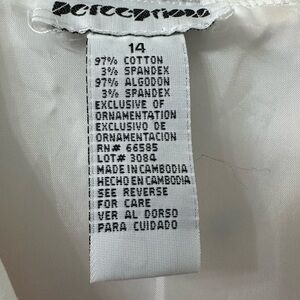 Perceptions
14
97% COTTON
3% SPANDEX
97% ALGODON
3% SPANDEX
EXCLUSIVE OF
ORNAMENTATION
EXCLUSIVO DE
ORNAMENTACION
RN# 66585
LOT# 3084
MADE IN CAMBODIA
HECHO EN CAMBODIA
SEE REVERSE
FOR CARE
VER AL DORSO
PARA CUIDADO